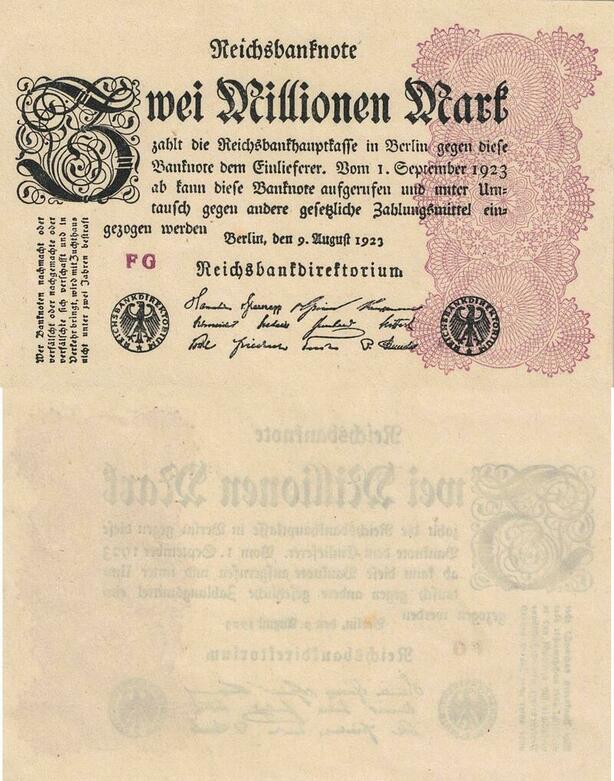 Reichsbanknote
Zwei Millionen Mark
zahlt die Reichsbankhauptkasse in Berlin gegen diese
Banknote dem Einlieferer. Vom 1. September 1923
ab kann diese Banknote aufgerufen und unter Um-
tausch gegen andere gesetzliche Zahlungsmittel ein-
gezogen werden
Berlin, den 9. August 1923
FG
Reichsbankdirektorium
Wer Banknoten nachmacht oder
verfälscht oder nachgemachte oder
verfälschte sich verschafft und in
Verkehr bringt, wird mit Zuchthaus
nicht unter zwei Jahren bestraft
REICHSBANKDIREKTORIUM
REICHSBANKDIREKTORIUM